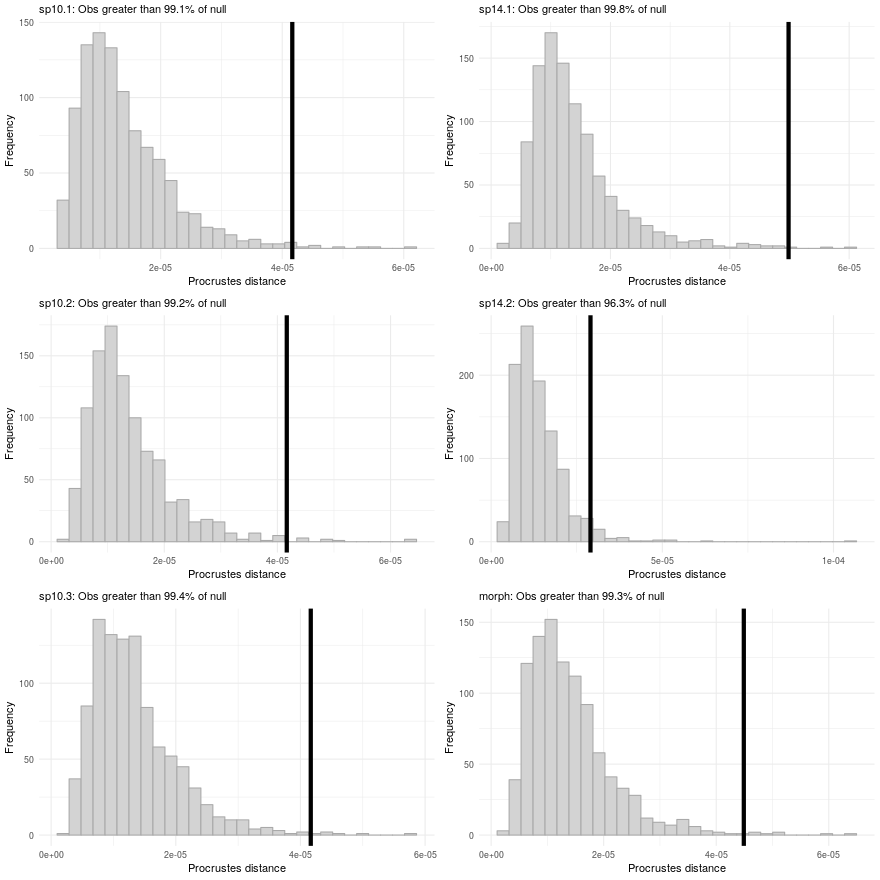 sp10.1: Obs greater than 99.1% of null
150
100
50
0
Frequency
2e-05 4e-05 6e-05
Procrustes distance
sp14.1: Obs greater than 99.8% of null
150
100
50
0
Frequency
0e+00 2e-05 4e-05 6e-05
Procrustes distance
sp10.2: Obs greater than 99.2% of null
150
100
50
0
Frequency
0e+00 2e-05 4e-05 6e-05
Procrustes distance
sp14.2: Obs greater than 96.3% of null
200
100
0
Frequency
0e+00 5e-05 1e-04
Procrustes distance
sp10.3: Obs greater than 99.4% of null
100
50
0
Frequency
0e+00 2e-05 4e-05 6e-05
Procrustes distance
morph: Obs greater than 99.3% of null
150
100
50
0
Frequency
0e+00 2e-05 4e-05 6e-05
Procrustes distance